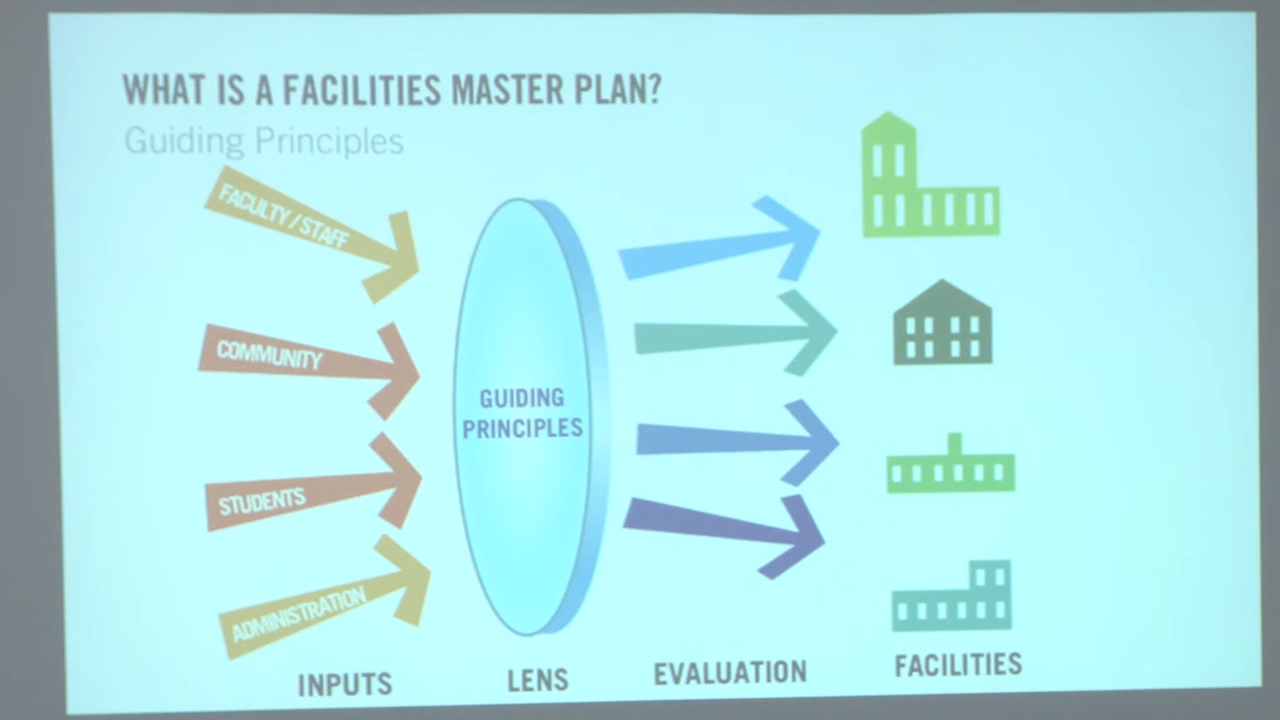 WHAT IS A FACILITIES MASTER PLAN?
Guiding Principles
FACULTY / STAFF
COMMUNITY
STUDENTS
ADMINISTRATION
GUIDING
PRINCIPLES
INPUTS
LENS
EVALUATION
FACILITIES